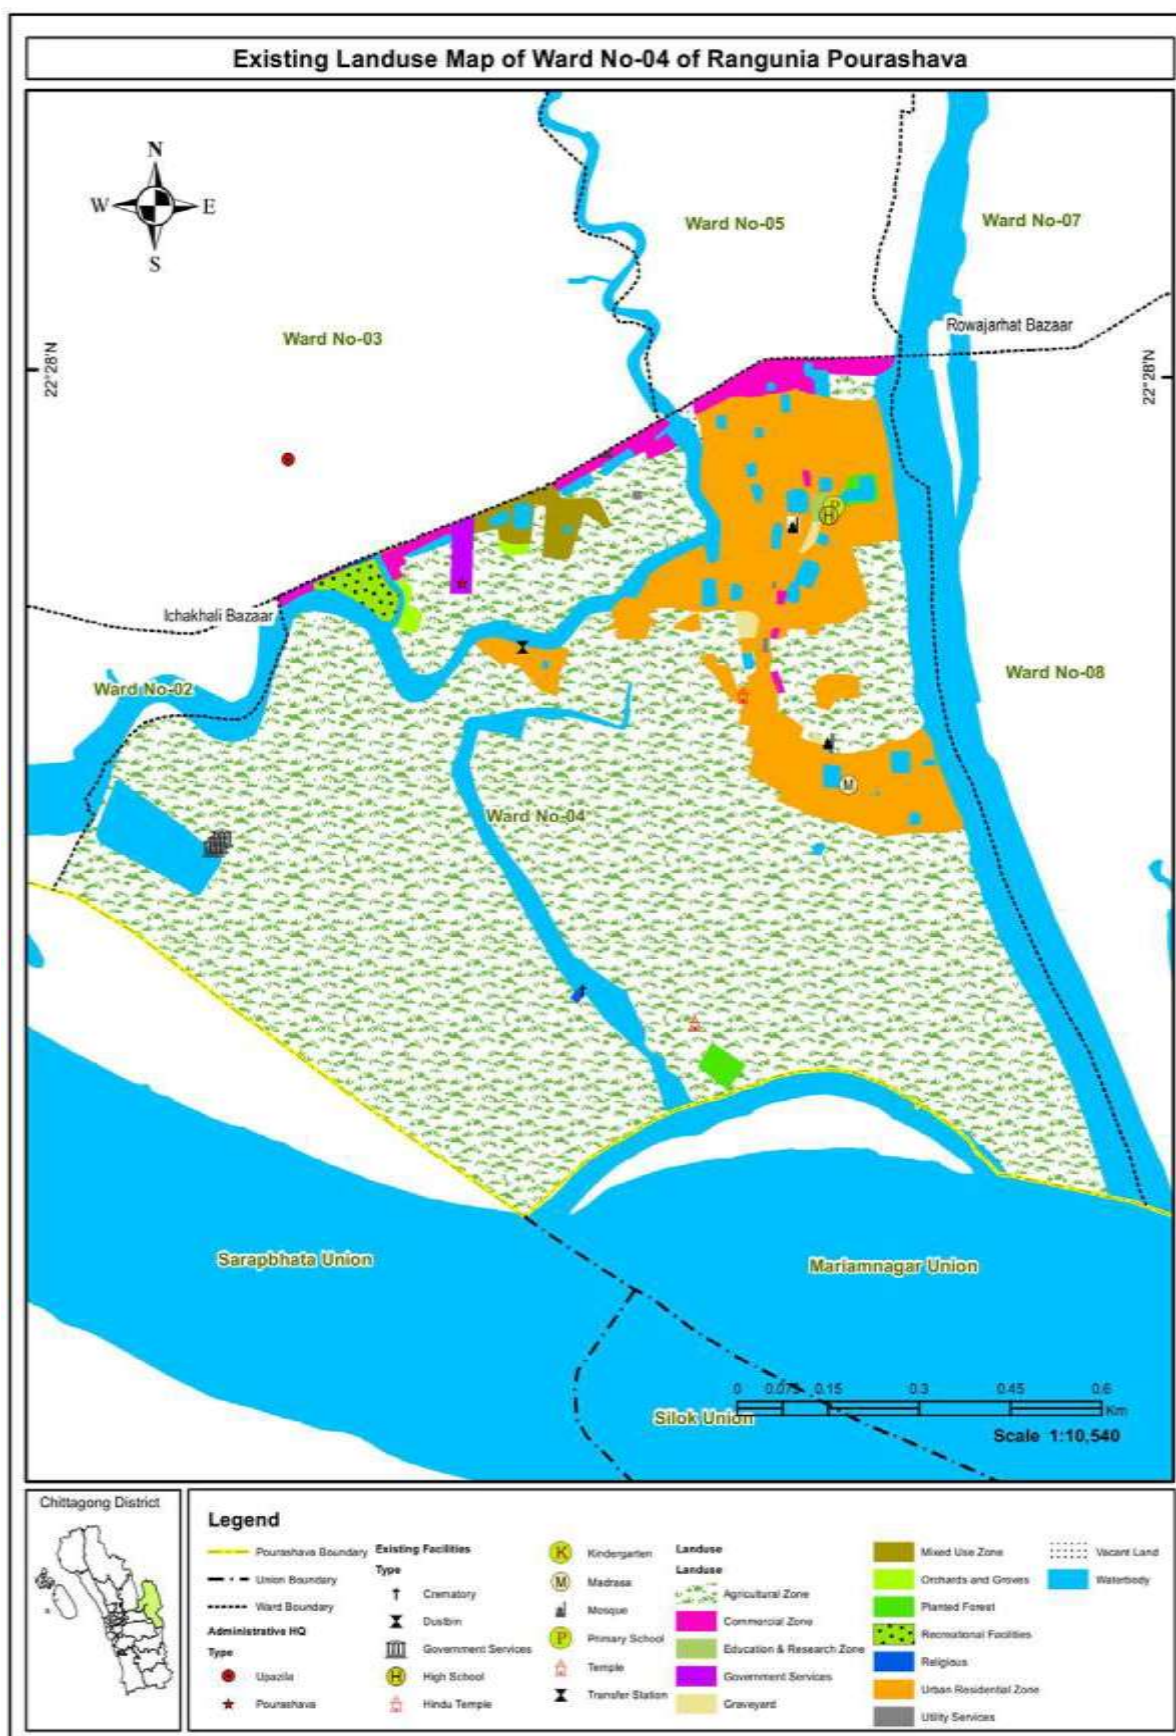 Existing Landuse Map of Ward No-04 of Rangunia Pourashava
N
W E
S
Ward No-05
Ward No-07
Ward No-03
Rowajarhat Bazaar
22°28'N
22°28'N
H
P
Ichakhali Bazaar
Ward No-02
Ward No-08
M
Ward No-04
Sarapbhata Union
Mariamnagar Union
Silok Union
0 0.075 0.15 0.3 0.45 0.6
Km
Scale 1:10,540
Chittagong District
Legend
Pourashava Boundary
Union Boundary
Ward Boundary
Administrative HQ
Type
Upazila
Pourashava
Existing Facilities
Type
Crematory
Dustbin
Government Services
H High School
Hindu Temple
K Kindergarten
M Madrasa
Mosque
P Primary School
Temple
Transfer Station
Landuse
Landuse
Agricultural Zone
Commercial Zone
Education & Research Zone
Government Services
Graveyard
Mixed Use Zone
Orchards and Groves
Planted Forest
Recreational Facilities
Religious
Urban Residential Zone
Utility Services
Vacant Land
Waterbody